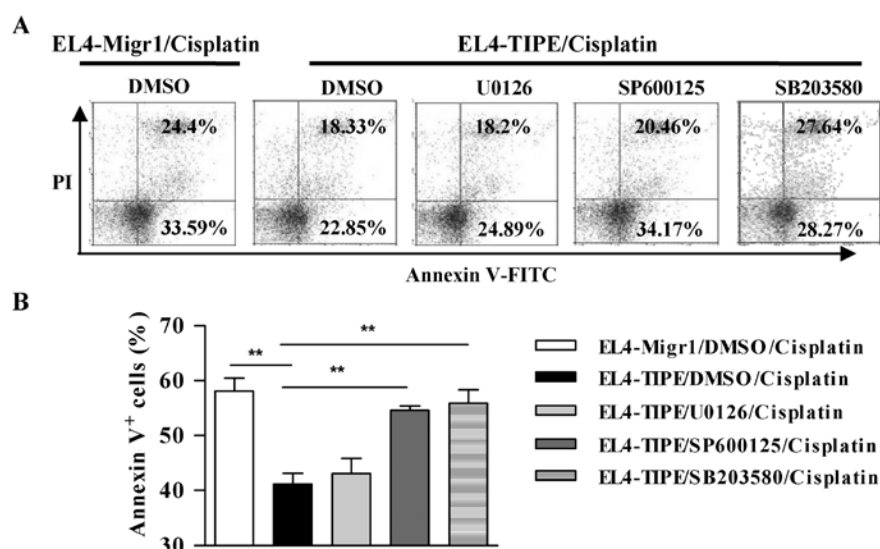 A
EL4-Migr1/Cisplatin EL4-TIPE/Cisplatin
DMSO DMSO U0126 SP600125 SB203580
24.4% 18.33% 18.2% 20.46% 27.64%
PI
33.59% 22.85% 24.89% 34.17% 28.27%
Annexin V-FITC
B
Annexin V+ cells (%)
70
60
50
40
30
** ** **
EL4-Migr1/DMSO/Cisplatin
EL4-TIPE/DMSO/Cisplatin
EL4-TIPE/U0126/Cisplatin
EL4-TIPE/SP600125/Cisplatin
EL4-TIPE/SB203580/Cisplatin